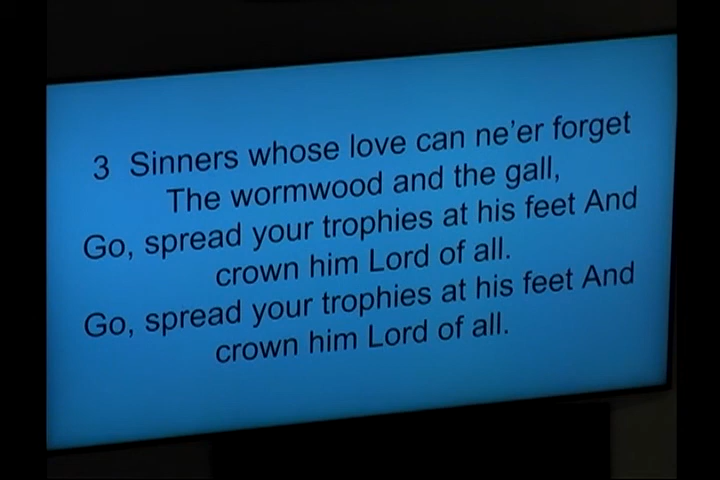 3 Sinners whose love can ne’er forget
The wormwood and the gall,
Go, spread your trophies at his feet And
crown him Lord of all.
Go, spread your trophies at his feet And
crown him Lord of all.